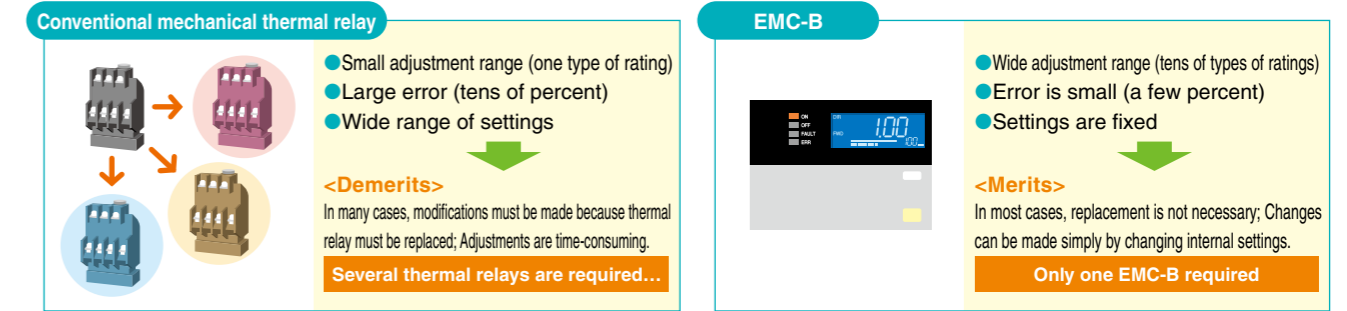 Conventional mechanical thermal relay
●Small adjustment range (one type of rating)
●Large error (tens of percent)
●Wide range of settings
<Demerits>
In many cases, modifications must be made because thermal
relay must be replaced; Adjustments are time-consuming.
Several thermal relays are required…
EMC-B
ON
OFF
FAULT
ERR
DIR
FWD
1.00
100
●Wide adjustment range (tens of types of ratings)
●Error is small (a few percent)
●Settings are fixed
<Merits>
In most cases, replacement is not necessary; Changes
can be made simply by changing internal settings.
Only one EMC-B required